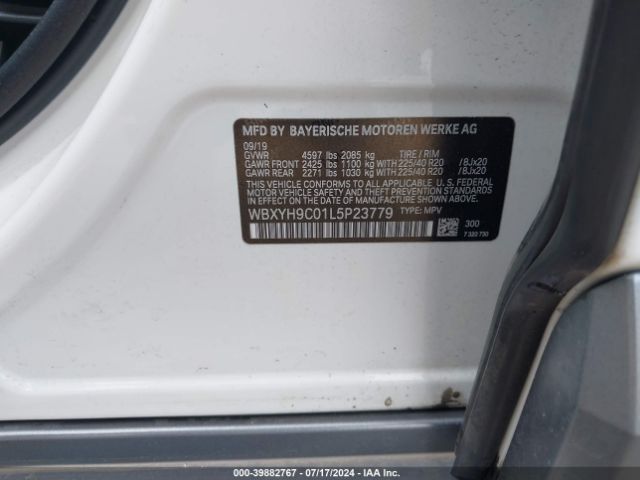 MFD BY BAYERISCHE MOTOREN WERKE AG
09/19
GVWR 4597 lbs 2085 kg TIRE / RIM
GAWR FRONT 2425 lbs 1100 kg WITH 225/40 R20 /8Jx20
GAWR REAR 2271 lbs 1030 kg WITH 225/40 R20 /8Jx20
THIS VEHICLE CONFORMS TO ALL APPLICABLE U. S. FEDERAL
MOTOR VEHICLE SAFETY AND THEFT PREVENTION
STANDARDS IN EFFECT ON THE DATE OF
MANUFACTURE SHOWN ABOVE.
WBXYH9C01L5P23779 TYPE: MPV
300
7 322 730
000-39882767 / 07/17/2024 / IAA Inc.